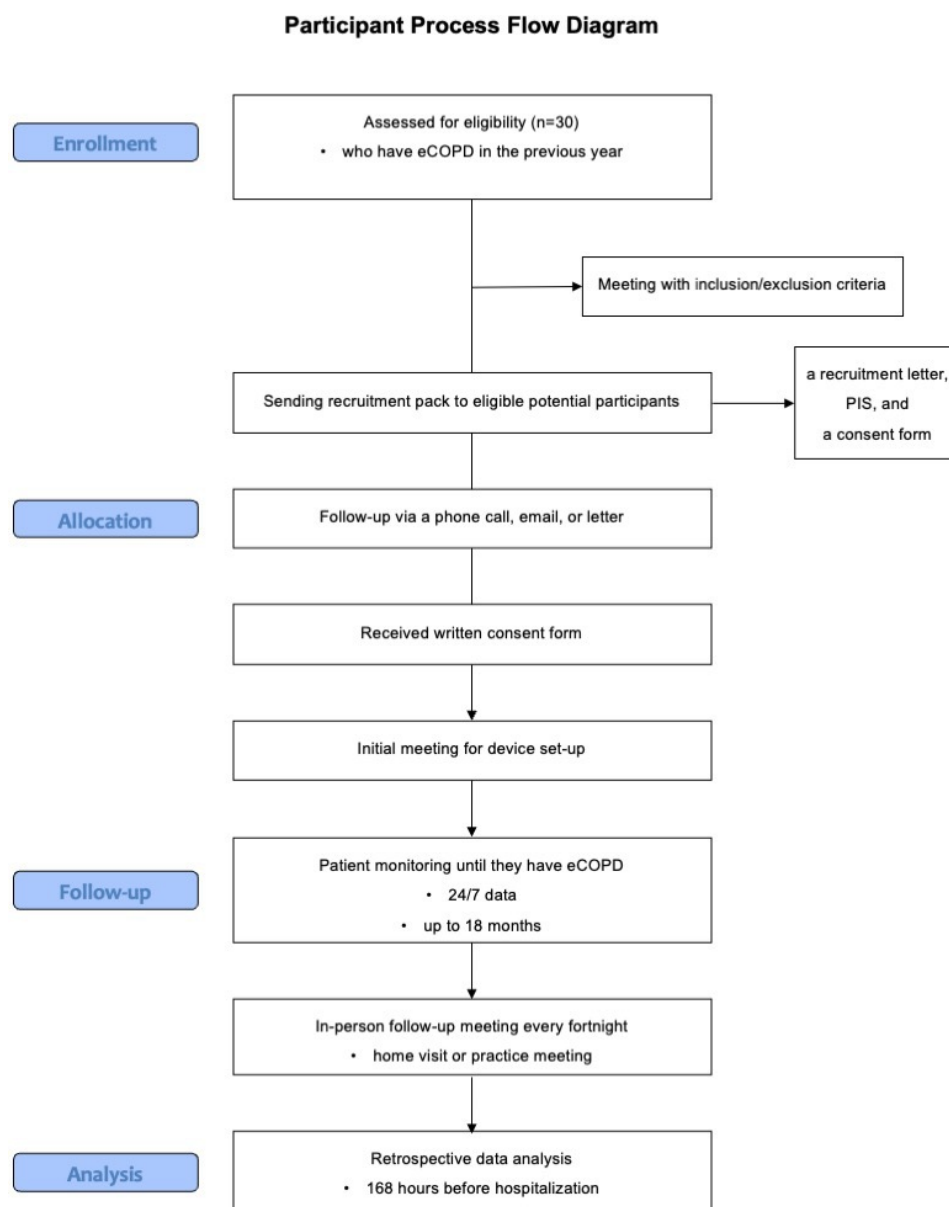 Participant Process Flow Diagram
Enrollment
Assessed for eligibility (n=30)
• who have eCOPD in the previous year
Meeting with inclusion/exclusion criteria
Sending recruitment pack to eligible potential participants
a recruitment letter,
PIS, and
a consent form
Allocation
Follow-up via a phone call, email, or letter
Received written consent form
Initial meeting for device set-up
Follow-up
Patient monitoring until they have eCOPD
• 24/7 data
• up to 18 months
In-person follow-up meeting every fortnight
• home visit or practice meeting
Analysis
Retrospective data analysis
• 168 hours before hospitalization